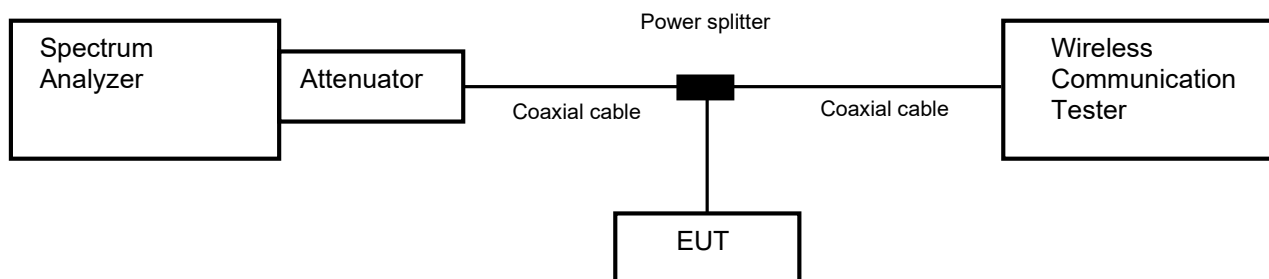 Power splitter
Spectrum
Analyzer
Attenuator
Coaxial cable
Coaxial cable
Wireless
Communication
Tester
EUT